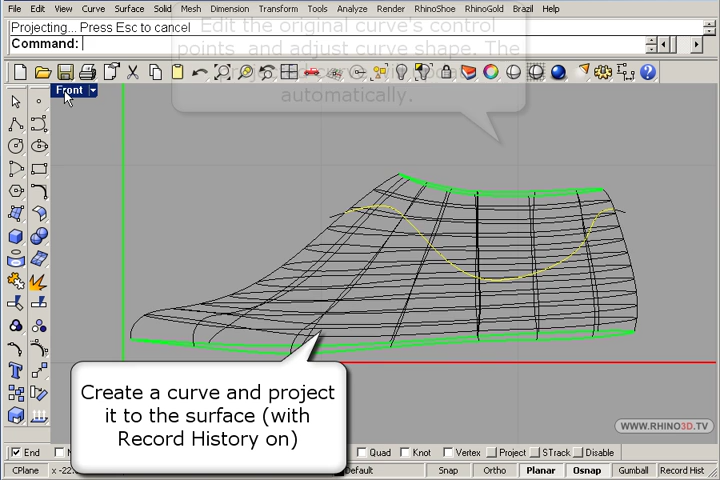 File Edit View Curve Surface Solid Mesh Dimension Transform Tools Analyze Render RhinoShoe RhinoGold Brazil Help
Projecting... Press Esc to cancel
Command:
Edit the original curve's control
points and adjust curve shape. The
automatically.
Front
Create a curve and project
it to the surface (with
Record History on)
WWW.RHINO3D.TV
End
Quad Knot Vertex Project STrack Disable
CPlane
Default
Snap Ortho Planar Osnap Gumball Record Hist